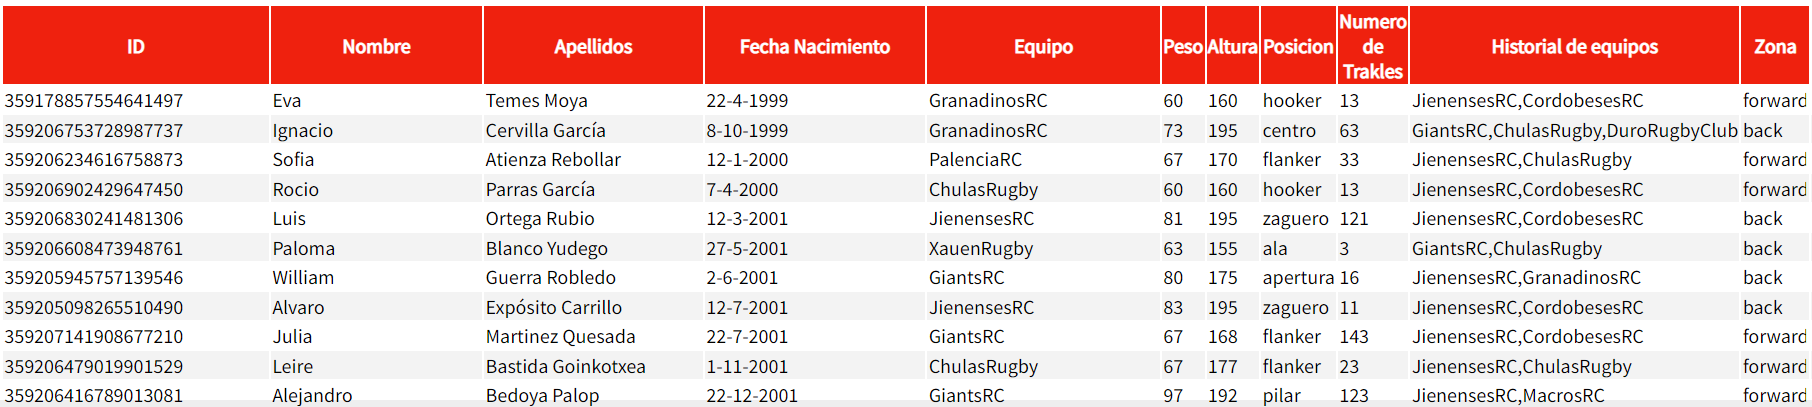 ID Nombre Apellidos Fecha Nacimiento Equipo Peso Altura Posicion Numero de Trakles Historial de equipos Zona
359178857554641497 Eva Temes Moya 22-4-1999 GranadinosRC 60 160 hooker 13 JienensesRC,CordobesesRC forward
359206753728987737 Ignacio Cervilla García 8-10-1999 GranadinosRC 73 195 centro 63 GiantsRC,ChulasRugby,DuroRugbyClub back
359206234616758873 Sofia Atienza Rebollar 12-1-2000 PalenciaRC 67 170 flanker 33 JienensesRC,ChulasRugby forward
359206902429647450 Rocio Parras García 7-4-2000 ChulasRugby 60 160 hooker 13 JienensesRC,CordobesesRC forward
359206830241481306 Luis Ortega Rubio 12-3-2001 JienensesRC 81 195 zaguero 121 JienensesRC,CordobesesRC back
359206608473948761 Paloma Blanco Yudego 27-5-2001 XauenRugby 63 155 ala 3 GiantsRC,ChulasRugby back
359205945757139546 William Guerra Robledo 2-6-2001 GiantsRC 80 175 apertura 16 JienensesRC,GranadinosRC back
359205098265510490 Alvaro Expósito Carrillo 12-7-2001 JienensesRC 83 195 zaguero 11 JienensesRC,CordobesesRC back
359207141908677210 Julia Martinez Quesada 22-7-2001 GiantsRC 67 168 flanker 143 JienensesRC,CordobesesRC forward
359206479019901529 Leire Bastida Goinkotxea 1-11-2001 ChulasRugby 67 177 flanker 23 JienensesRC,ChulasRugby forward
359206416789013081 Alejandro Bedoya Palop 22-12-2001 GiantsRC 97 192 pilar 123 JienensesRC,MacrosRC forward